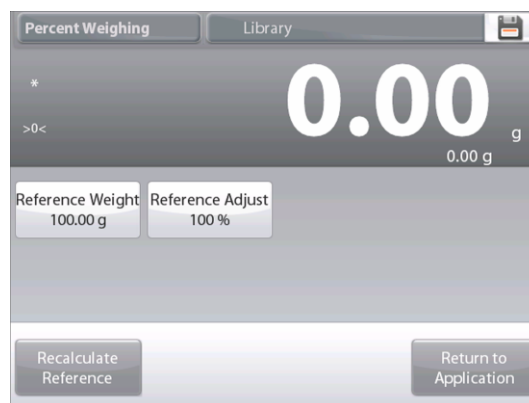 Percent Weighing
Library
*
0.00
>0<
g
0.00 g
Reference Weight
100.00 g
Reference Adjust
100 %
Recalculate
Reference
Return to
Application